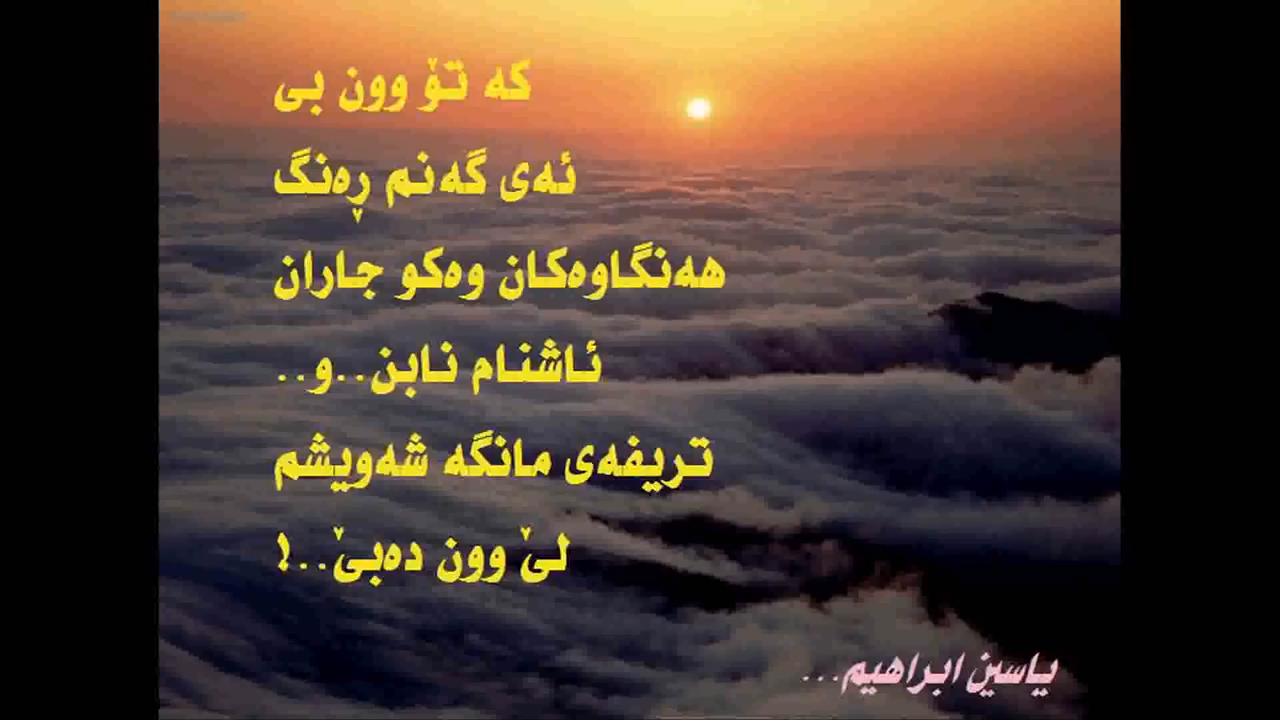 کە تۆ وون بی
ئەی گەنم ڕەنگ
هەنگاوەکان وەکو جاران
ئاشنام نابن..و..
تریفەی مانگە شەویشم
لێ وون دەبێ..!
یاسین ابراهیم...